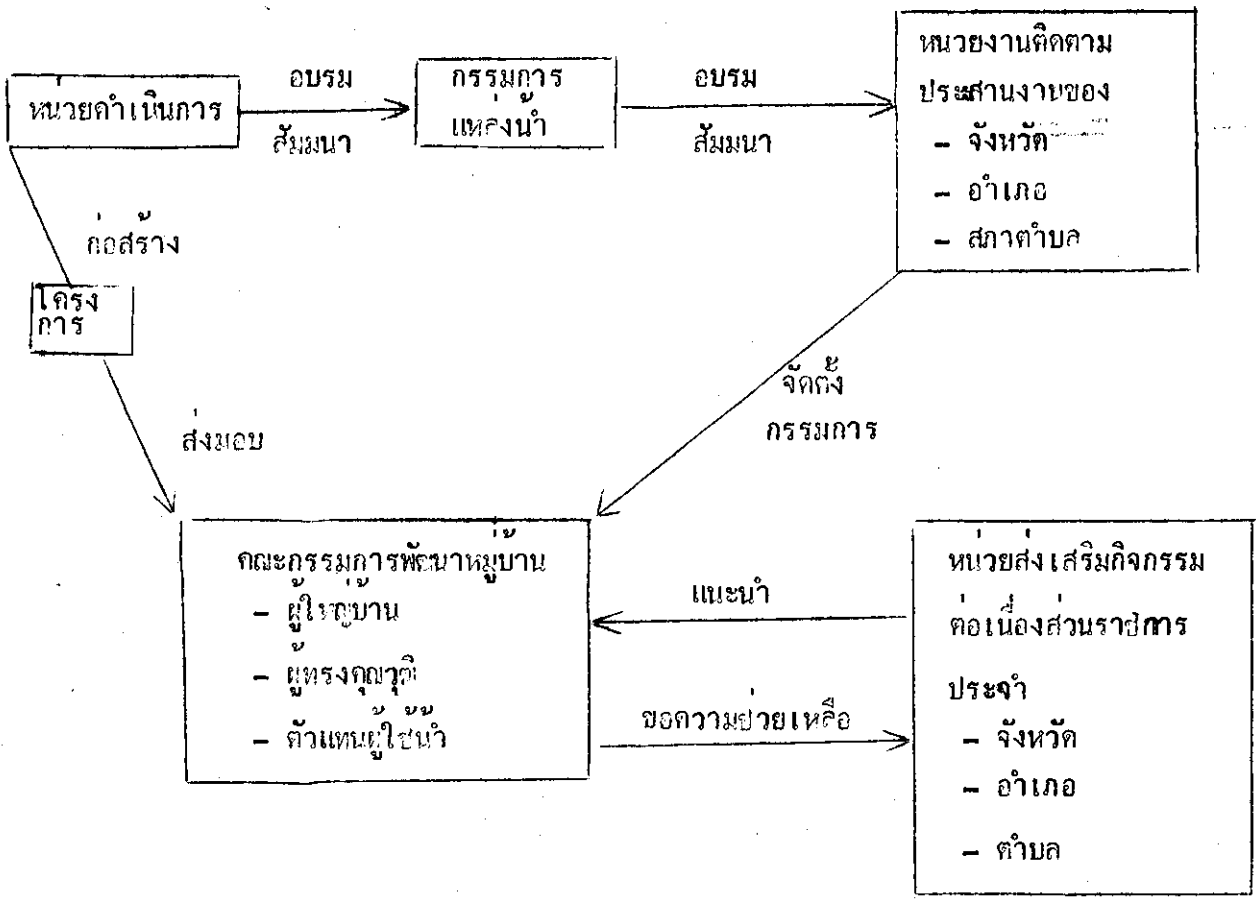 หน่วยดำเนินการ
อบรม
สัมมนา
กรรมการ
แหล่งน้ำ
อบรม
สัมมนา
หนวยงานติดตาม
ประสานงานของ
- จังหวัด
- อำเภอ
- สภาตำบล
ก่อสร้าง
โครง
การ
ส่งมอบ
จัดตั้ง
กรรมการ
คณะกรรมการพัฒนาหมู่บ้าน
- ผู้ใหญ่บ้าน
- ผู้ทรงคุณวุฒิ
- ตัวแทนผู้ใช้น้ำ
แนะนำ
ขอความช่วยเหลือ
หน่วยส่งเสริมกิจกรรม
ต่อเนื่องส่วนราชการ
ประจำ
- จังหวัด
- อำเภอ
- ตำบล